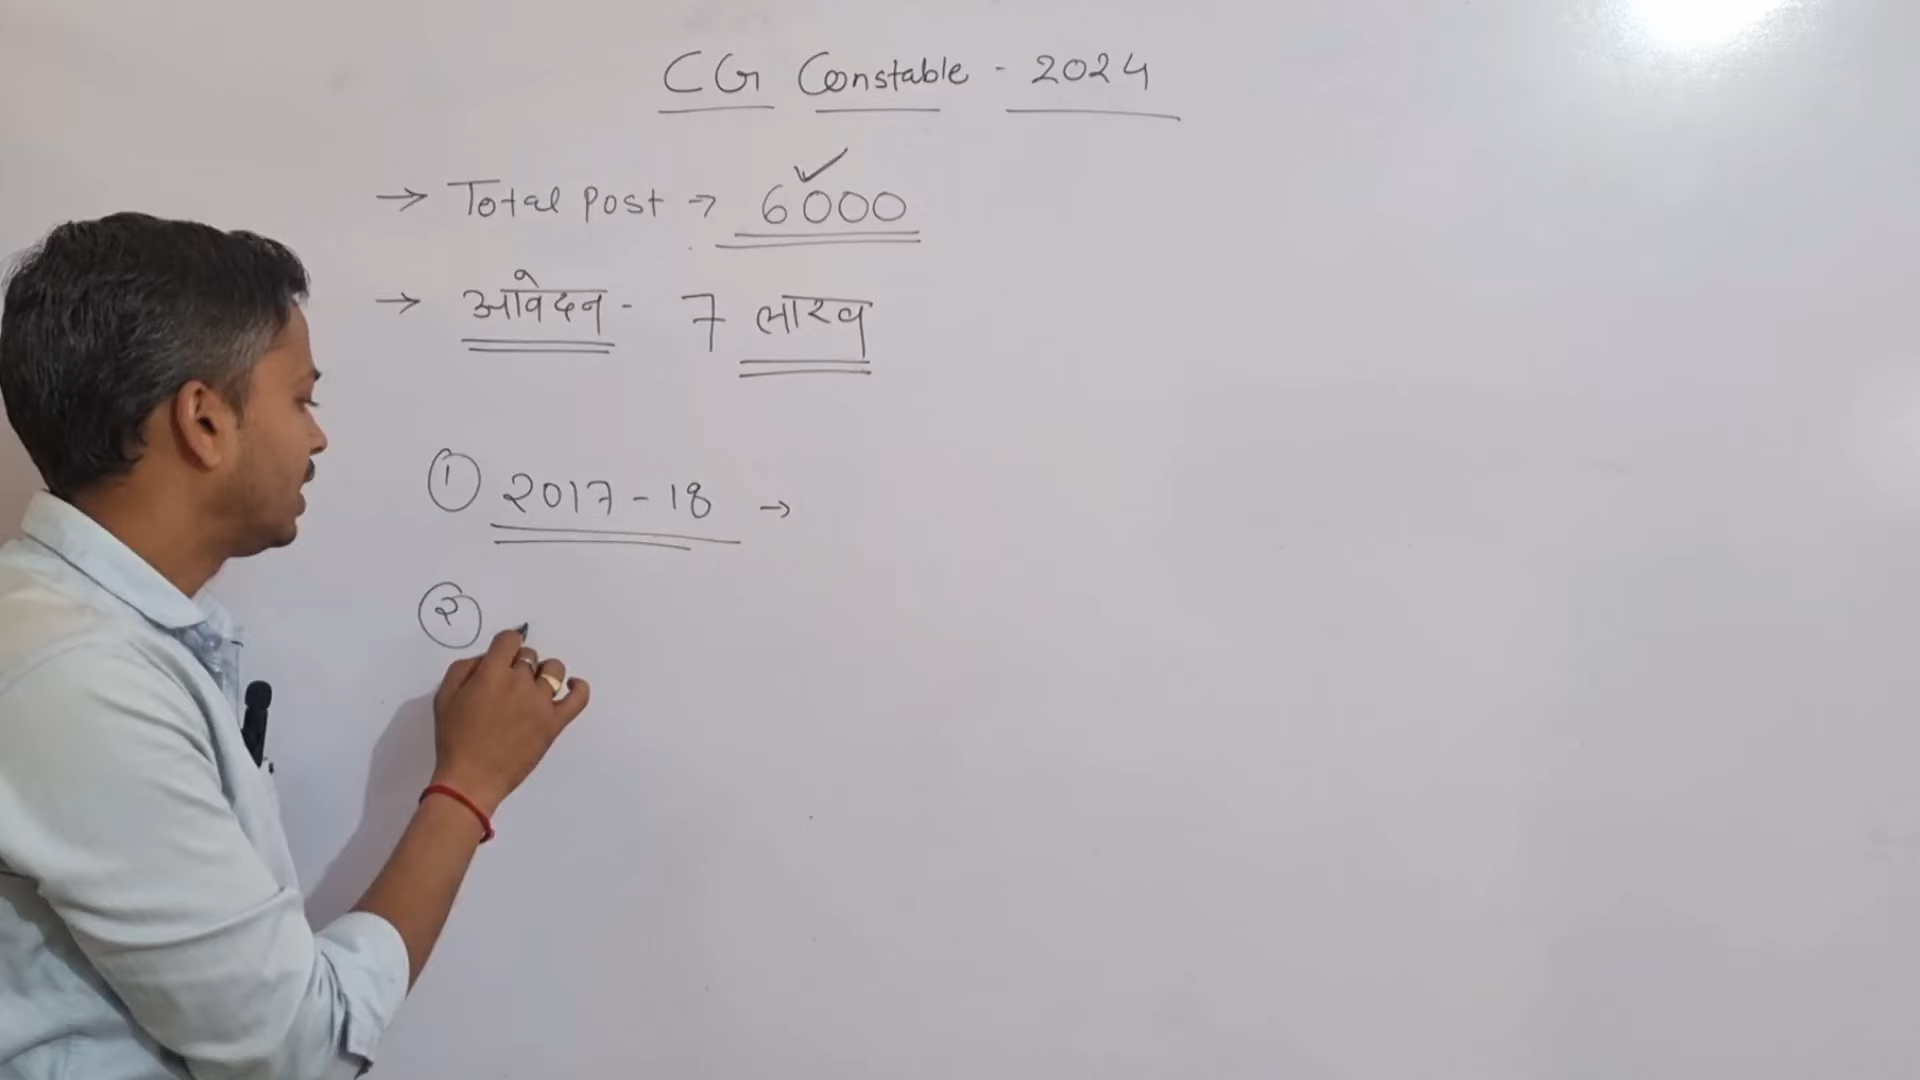 CG Constable - 2024
→ Total Post → 6000
→ आवेदन - 7 लाख
① 2017-18 →
②